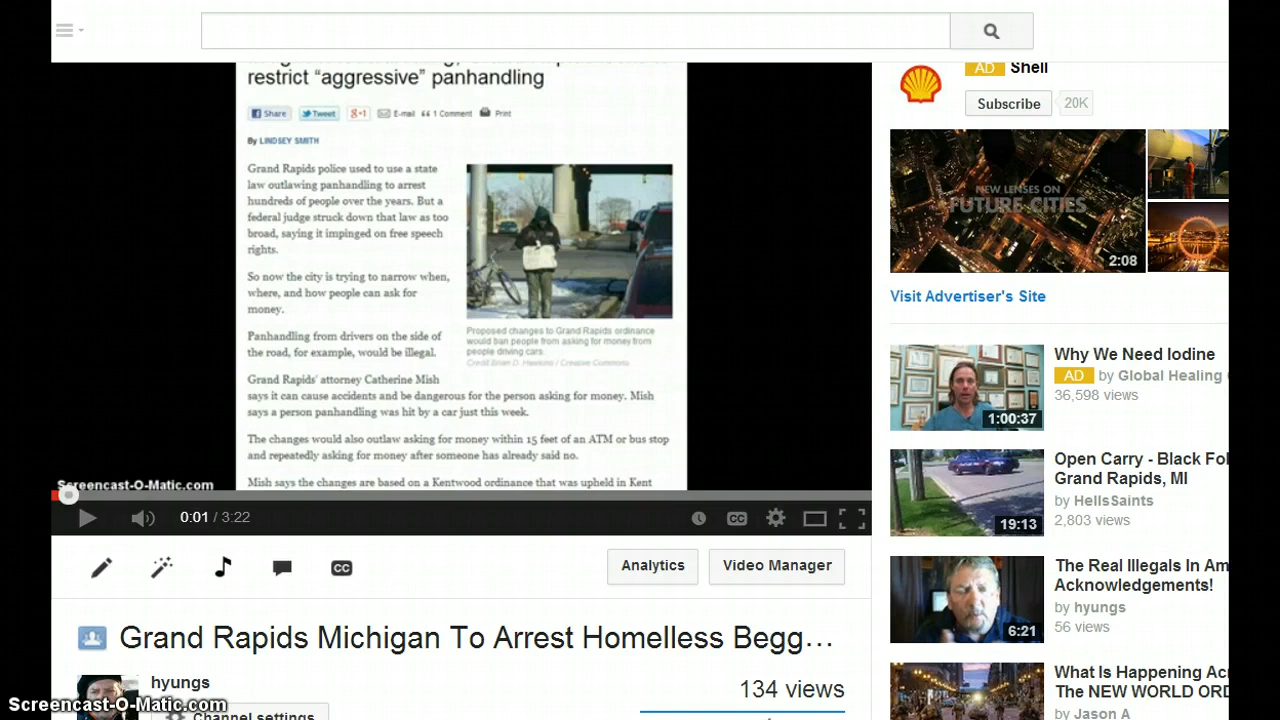 restrict “aggressive” panhandling
Share
Tweet
+1
E-mail
1 Comment
Print
By LINDSEY SMITH
Grand Rapids police used to use a state
law outlawing panhandling to arrest
hundreds of people over the years. But a
federal judge struck down that law as too
broad, saying it impinged on free speech
rights.
So now the city is trying to narrow when,
where, and how people can ask for
money.
Panhandling from drivers on the side of
the road, for example, would be illegal.
Grand Rapids' attorney Catherine Mish
says it can cause accidents and be dangerous for the person asking for money. Mish
says a person panhandling was hit by a car just this week.
The changes would also outlaw asking for money within 15 feet of an ATM or bus stop
and repeatedly asking for money after someone has already said no.
Mish says the changes are based on a Kentwood ordinance that was upheld in Kent
Proposed changes to Grand Rapids ordinance
would ban people from asking for money from
people driving cars.
Credit Brian D. Hawkins / Creative Commons
Screencast-O-Matic.com
0:01 / 3:22
CC
CC
Analytics
Video Manager
Grand Rapids Michigan To Arrest Homeless Begg...
hyungs
134 views
Channel settings
Screencast-O-Matic.com
AD Shell
Subscribe 20K
NEW LENSES ON
FUTURE CITIES
2:08
Visit Advertiser's Site
Why We Need Iodine
AD by Global Healing
36,598 views
1:00:37
Open Carry - Black Fo
Grand Rapids, MI
by HellsSaints
2,803 views
19:13
The Real Illegals In Am
Acknowledgements!
by hyungs
56 views
6:21
What Is Happening Acr
The NEW WORLD ORD
by Jason A